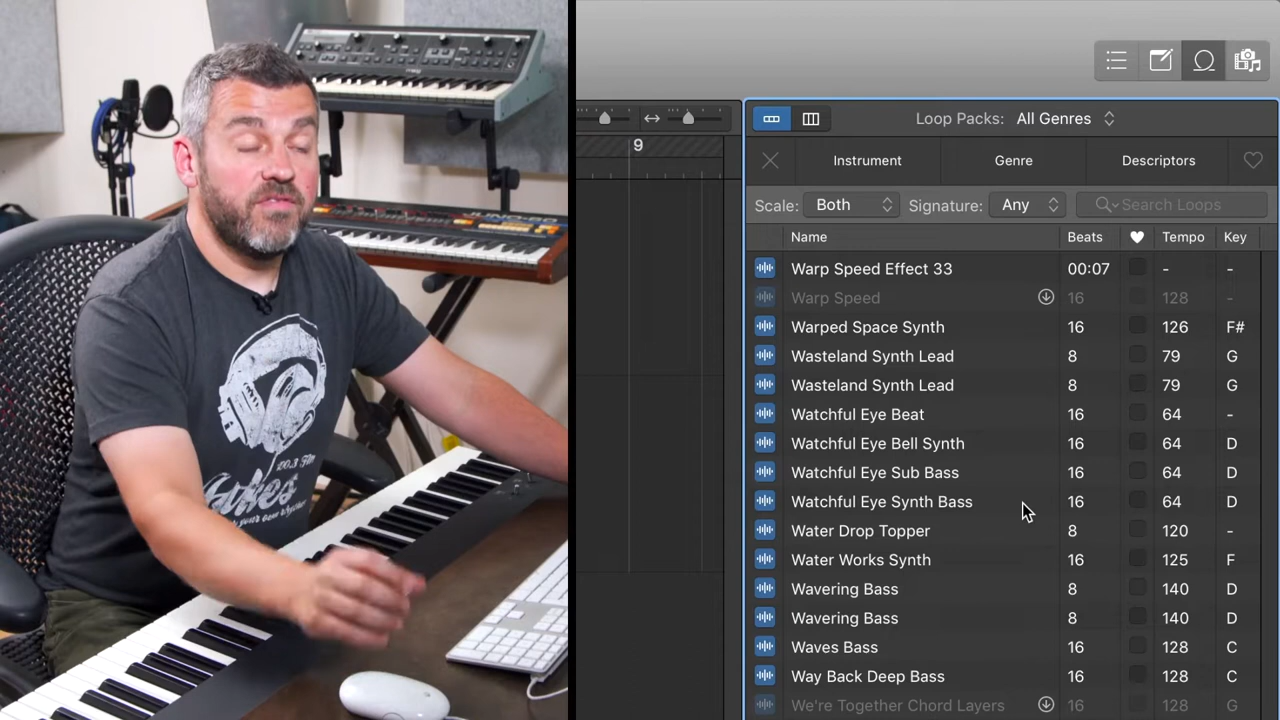 JUNO-60
9
Loop Packs: All Genres
Instrument Genre Descriptors
Scale: Both Signature: Any Search Loops
Name Beats Tempo Key
Warp Speed Effect 33 00:07 - -
Warp Speed 16 128 -
Warped Space Synth 16 126 F#
Wasteland Synth Lead 8 79 G
Wasteland Synth Lead 8 79 G
Watchful Eye Beat 16 64 -
Watchful Eye Bell Synth 16 64 D
Watchful Eye Sub Bass 16 64 D
Watchful Eye Synth Bass 16 64 D
Water Drop Topper 8 120 -
Water Works Synth 16 125 F
Wavering Bass 8 140 D
Wavering Bass 8 140 D
Waves Bass 16 128 C
Way Back Deep Bass 16 128 C
We're Together Chord Layers 16 128 G